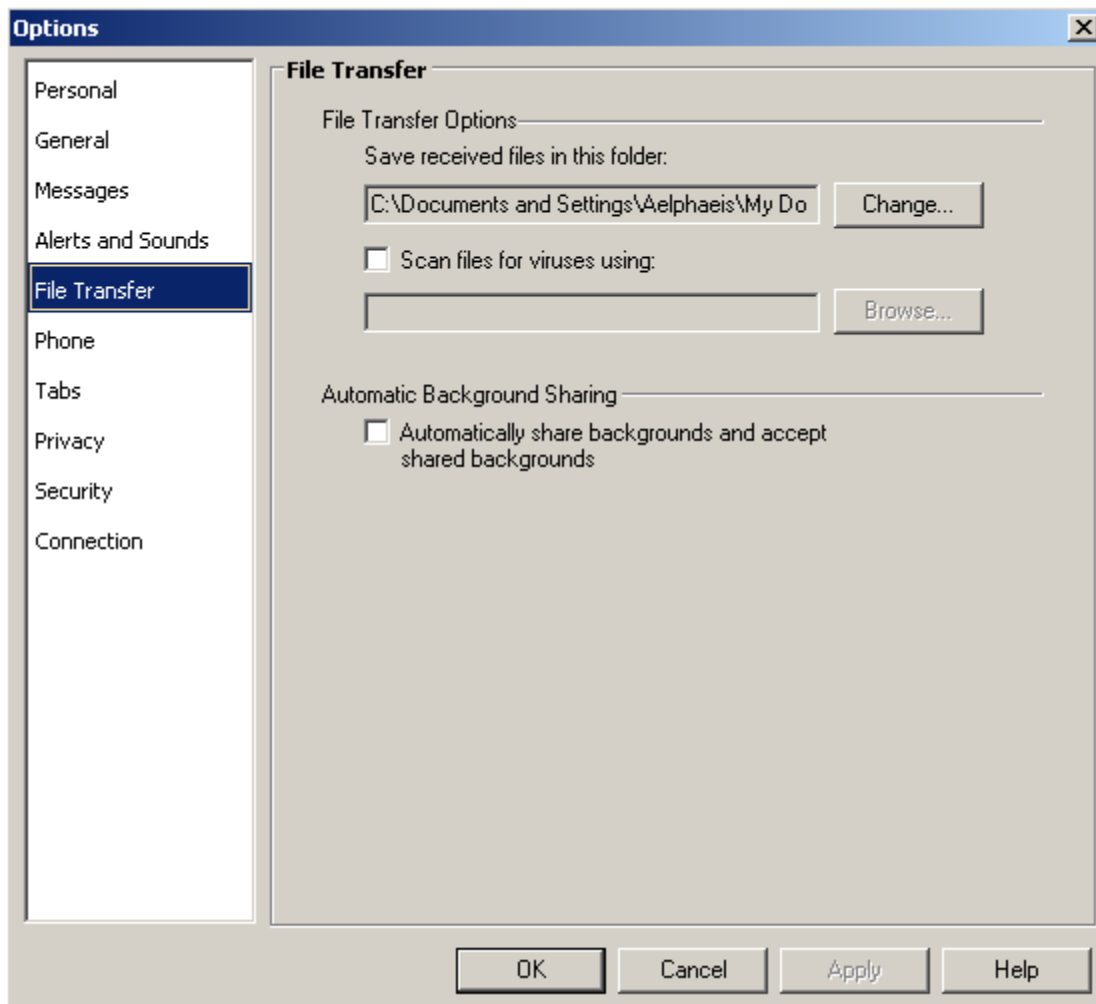 Options
Personal
General
Messages
Alerts and Sounds
File Transfer
Phone
Tabs
Privacy
Security
Connection
File Transfer
File Transfer Options
Save received files in this folder:
C:\Documents and Settings\Aelphaeis\My Do
Change...
Scan files for viruses using:
Browse...
Automatic Background Sharing
Automatically share backgrounds and accept
shared backgrounds
OK
Cancel
Apply
Help